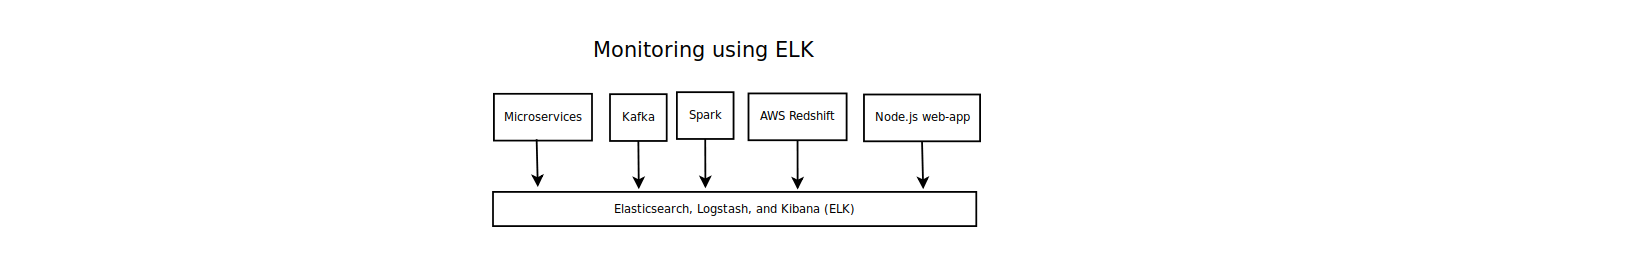 Monitoring using ELK
Microservices
Kafka
Spark
AWS Redshift
Node.js web-app
Elasticsearch, Logstash, and Kibana (ELK)